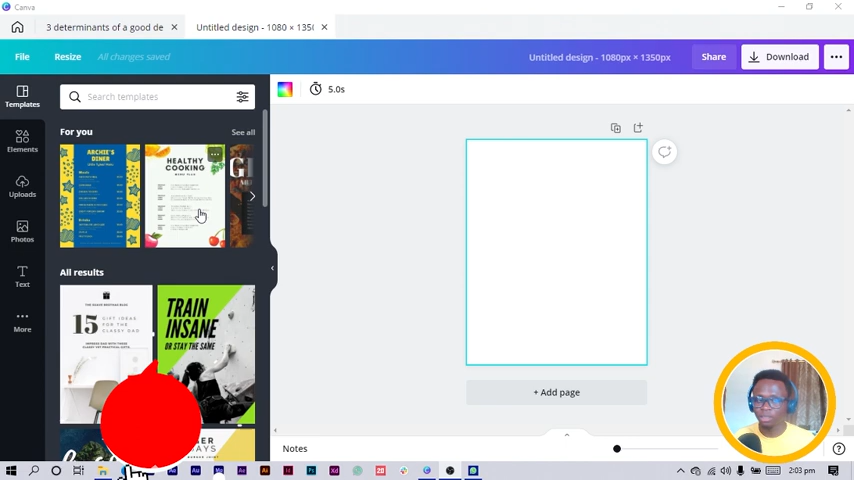 Canva
3 determinants of a good de
Untitled design - 1080 × 1350
File
Resize
All changes saved
Untitled design - 1080px × 1350px
Share
Download
Templates
Search templates
5.0s
For you
See all
Elements
ARCHIE'S
DINER
HEALTHY
COOKING
MENU PLAN
Uploads
Photos
All results
Text
15
GIFT IDEAS
FOR THE
CLASSY DAD
TRAIN
INSANE
OR STAY THE SAME
More
+ Add page
Notes
2:03 pm